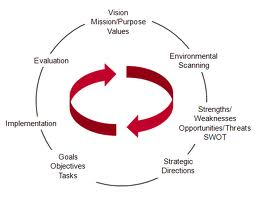 Vision
Mission/Purpose
Values
Environmental
Scanning
Strengths/
Weaknesses
Opportunities/Threats
SWOT
Strategic
Directions
Goals
Objectives
Tasks
Implementation
Evaluation